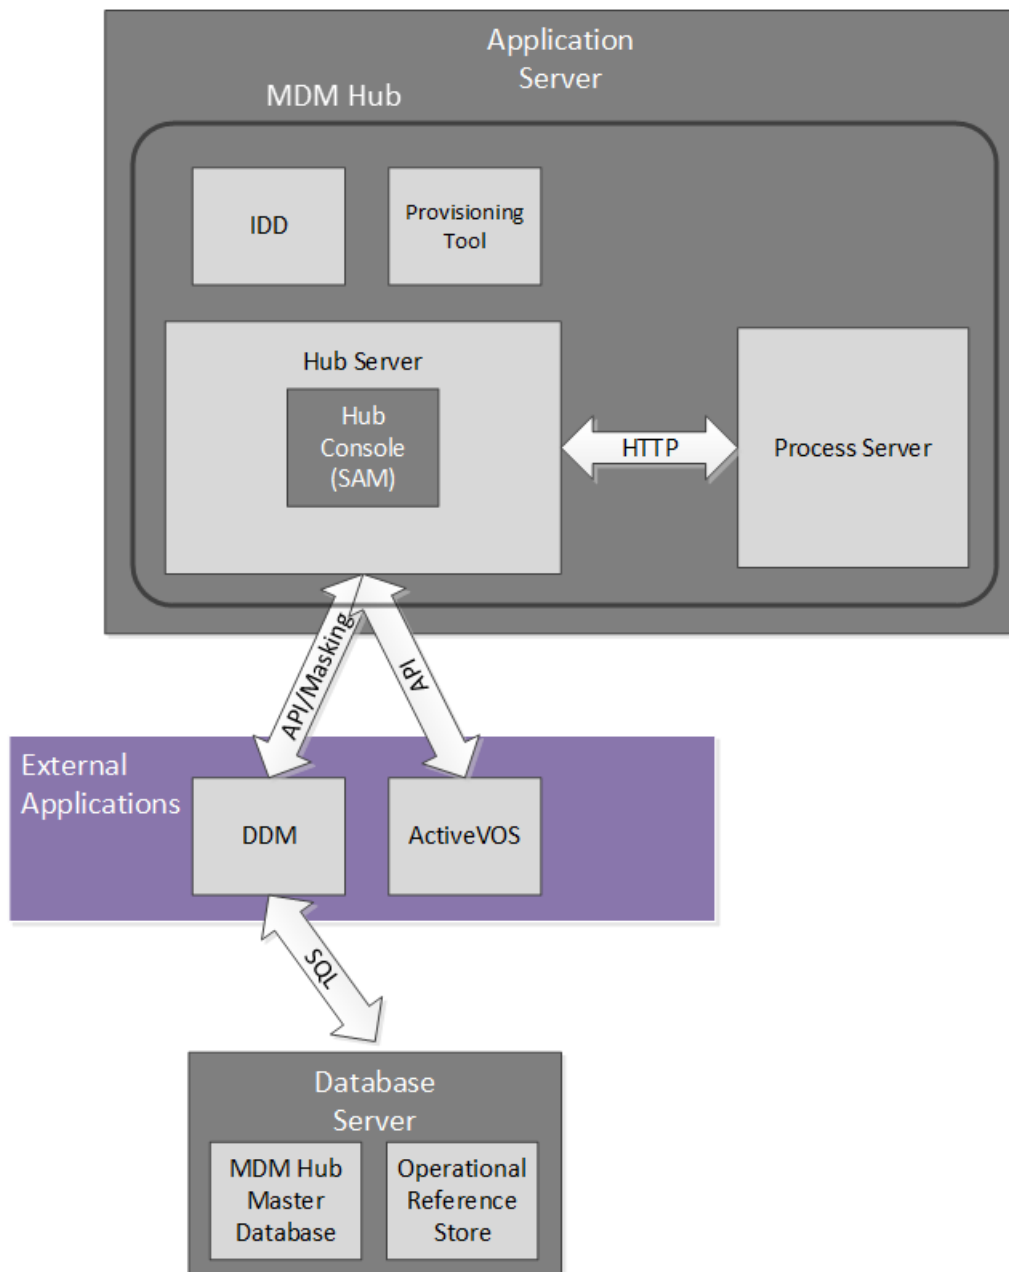 Application
Server
MDM Hub
IDD
Provisioning
Tool
Hub Server
Hub
Console
(SAM)
HTTP
Process Server
API/Masking
API
External
Applications
DDM
ActiveVOS
SQL
Database
Server
MDM Hub
Master
Database
Operational
Reference
Store